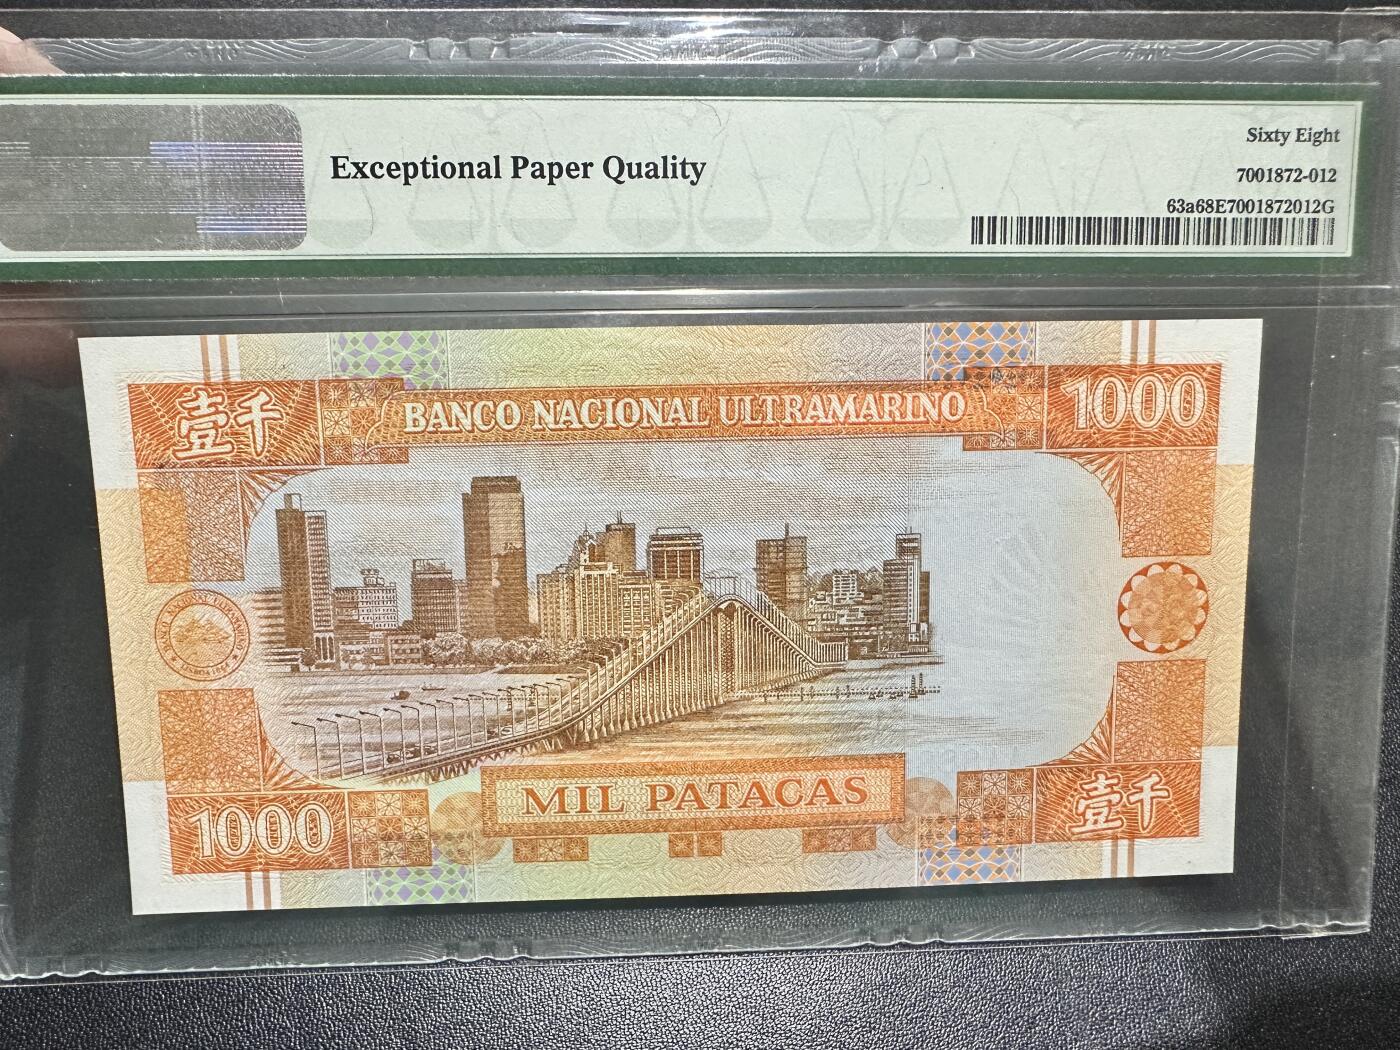 Exceptional Paper Quality
Sixty Eight
7001872-012
63a68E7001872012G
壹千
BANCO NACIONAL ULTRAMARINO
1000
1000
MIL PATACAS
壹千